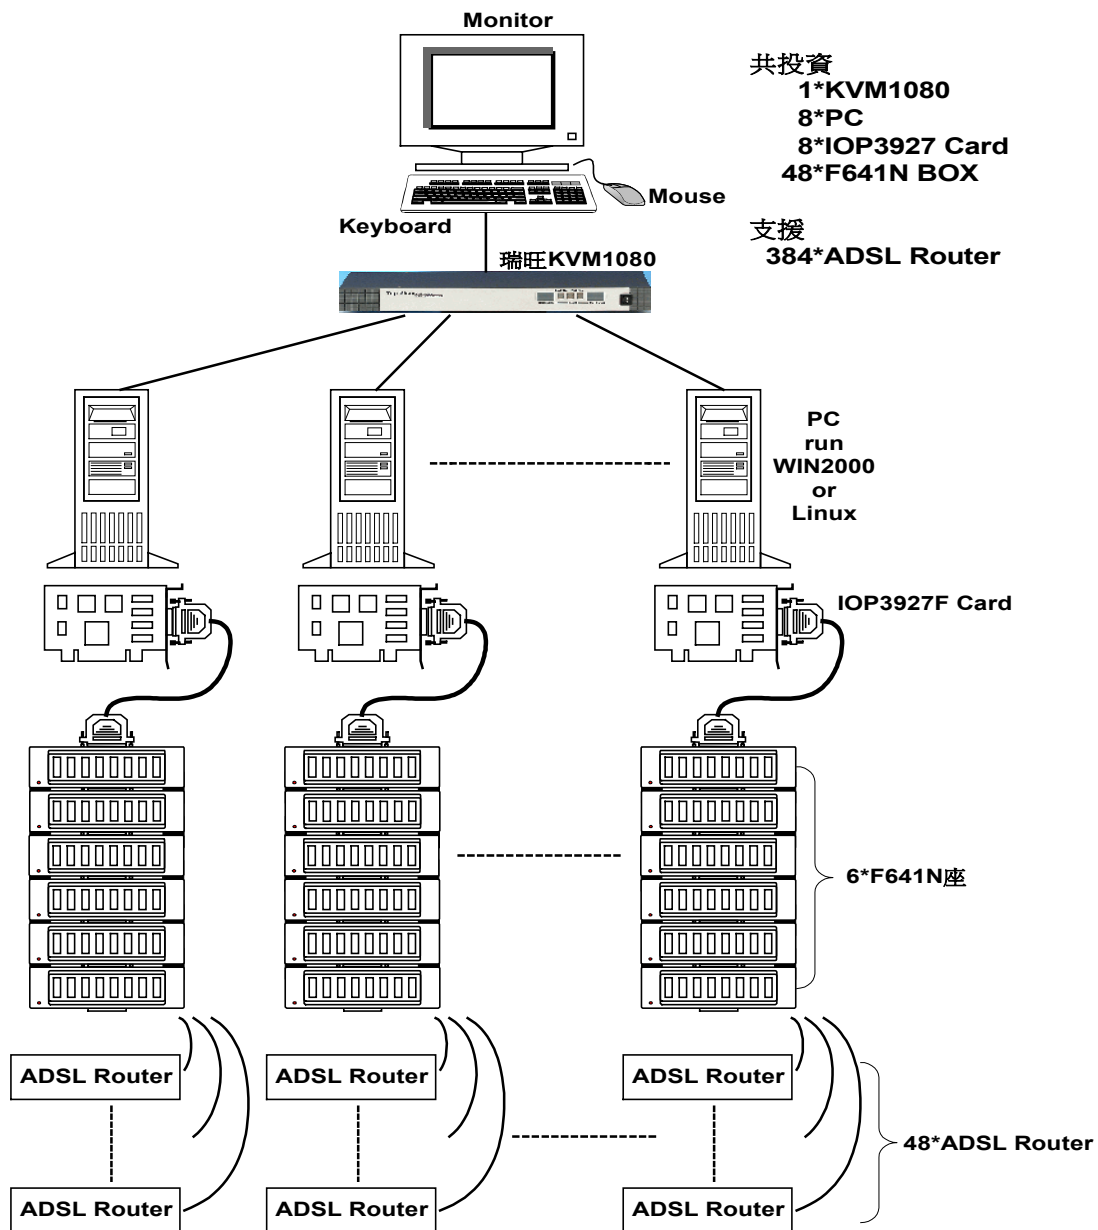 Monitor
共投資
1*KVM1080
8*PC
8*IOP3927 Card
48*F641N BOX
Mouse
Keyboard
支援
384*ADSL Router
瑞旺KVM1080
PC
run
WIN2000
or
Linux
IOP3927F Card
6*F641N座
ADSL Router
ADSL Router
ADSL Router
48*ADSL Router
ADSL Router
ADSL Router
ADSL Router